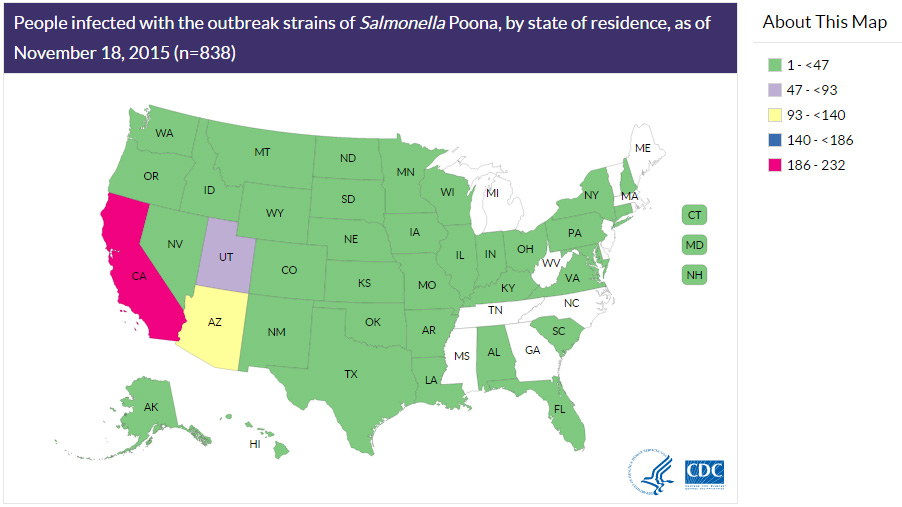 People infected with the outbreak strains of Salmonella Poona, by state of residence, as of
November 18, 2015 (n=838)
About This Map
1 - <47
47 - <93
93 - <140
140 - <186
186 - 232
WA
MT
ND
MN
ME
OR
ID
SD
WI
MI
NY
MA
WY
CT
NV
NE
IA
PA
UT
CO
IL
IN
OH
MD
WV
CA
KS
MO
KY
VA
NH
AZ
NM
OK
AR
TN
NC
SC
MS
AL
GA
TX
LA
AK
FL
HI
CDC